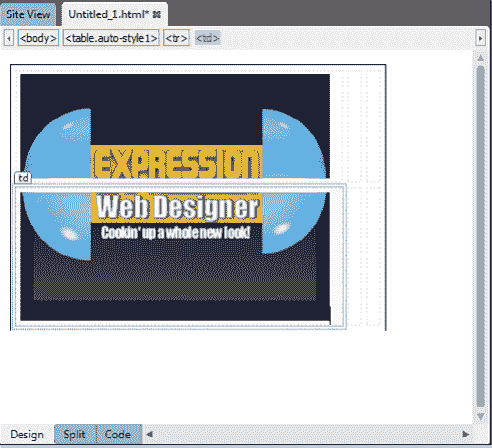 Site View
Untitled_1.html*
<body> <table.auto-style1> <tr> <td>
EXPRESSION
td
Web Designer
Cookin' up a whole new look!
Design Split Code